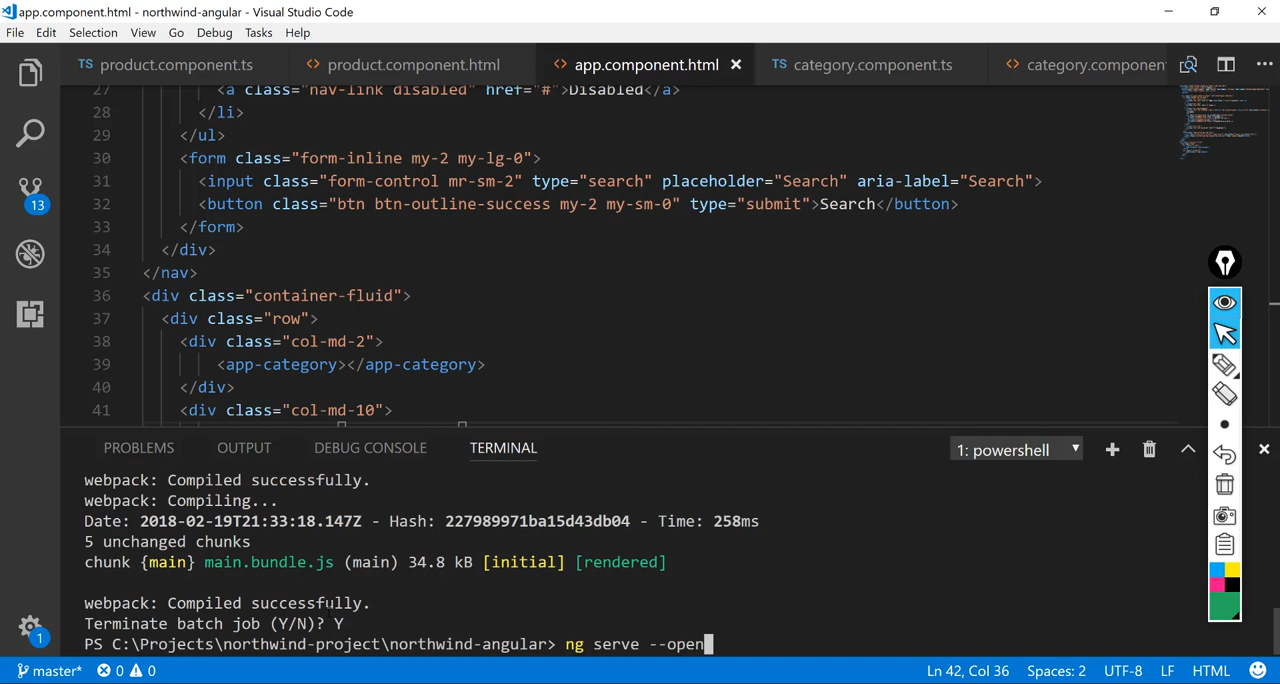 app.component.html - northwind-angular - Visual Studio Code
File Edit Selection View Go Debug Tasks Help
TS product.component.ts <> product.component.html <> app.component.html TS category.component.ts <> category.componen
27 <a class="nav-link disabled" href="#">Disabled</a>
28 </li>
29 </ul>
30 <form class="form-inline my-2 my-lg-0">
31 <input class="form-control mr-sm-2" type="search" placeholder="Search" aria-label="Search">
32 <button class="btn btn-outline-success my-2 my-sm-0" type="submit">Search</button>
33 </form>
34 </div>
35 </nav>
36 <div class="container-fluid">
37 <div class="row">
38 <div class="col-md-2">
39 <app-category></app-category>
40 </div>
41 <div class="col-md-10">
13
PROBLEMS OUTPUT DEBUG CONSOLE TERMINAL 1: powershell
webpack: Compiled successfully.
webpack: Compiling...
Date: 2018-02-19T21:33:18.147Z - Hash: 227989971ba15d43db04 - Time: 258ms
5 unchanged chunks
chunk {main} main.bundle.js (main) 34.8 kB [initial] [rendered]
webpack: Compiled successfully.
Terminate batch job (Y/N)? Y
PS C:\Projects\northwind-project\northwind-angular> ng serve --open
1
master* 0 0 Ln 42, Col 36 Spaces: 2 UTF-8 LF HTML